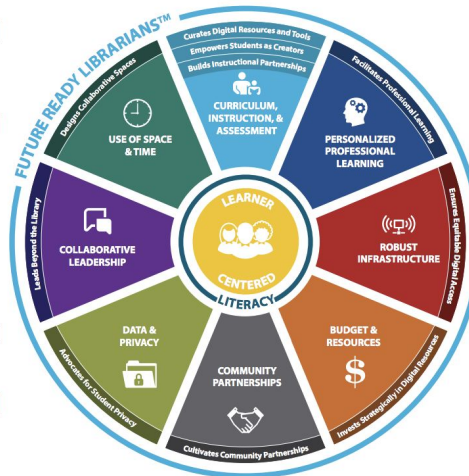 FUTURE READY LIBRARIANS™
Curates Digital Resources and Tools
Empowers Students as Creators
Builds Instructional Partnerships
CURRICULUM,
INSTRUCTION, &
ASSESSMENT
Facilitates Professional Learning
PERSONALIZED
PROFESSIONAL
LEARNING
Ensures Equitable Digital Access
ROBUST
INFRASTRUCTURE
Invests Strategically in Digital Resources
BUDGET &
RESOURCES
$
Cultivates Community Partnerships
COMMUNITY
PARTNERSHIPS
Advocates for Student Privacy
DATA &
PRIVACY
Leads Beyond the Library
COLLABORATIVE
LEADERSHIP
Designs Collaborative Spaces
USE OF SPACE
& TIME
LEARNER
CENTERED
LITERACY